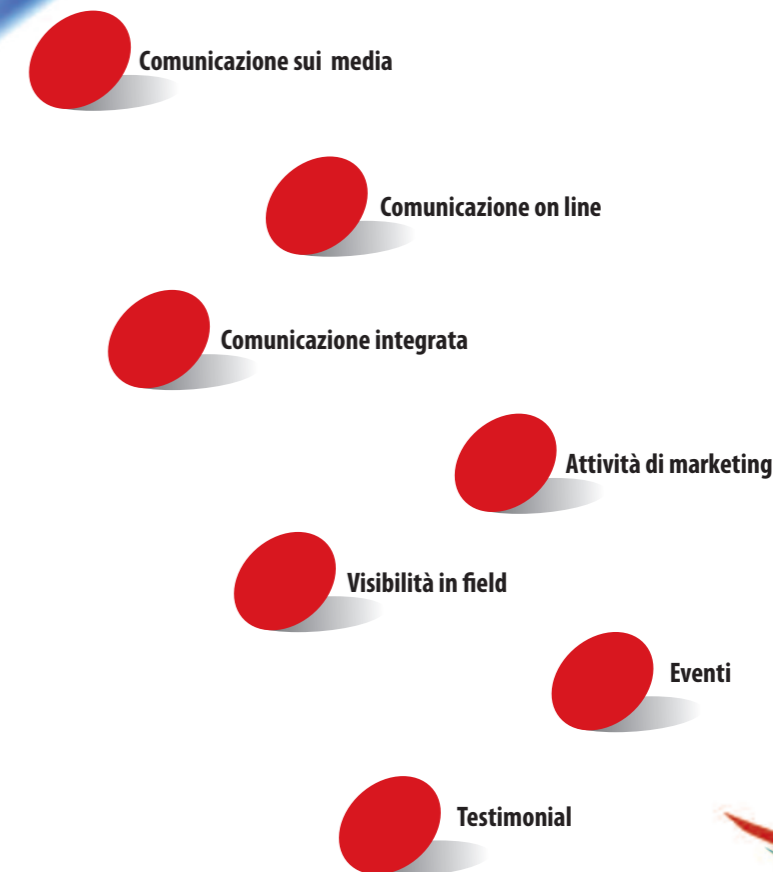 Comunicazione sui media
Comunicazione on line
Comunicazione integrata
Attività di marketing
Visibilità in field
Eventi
Testimonial